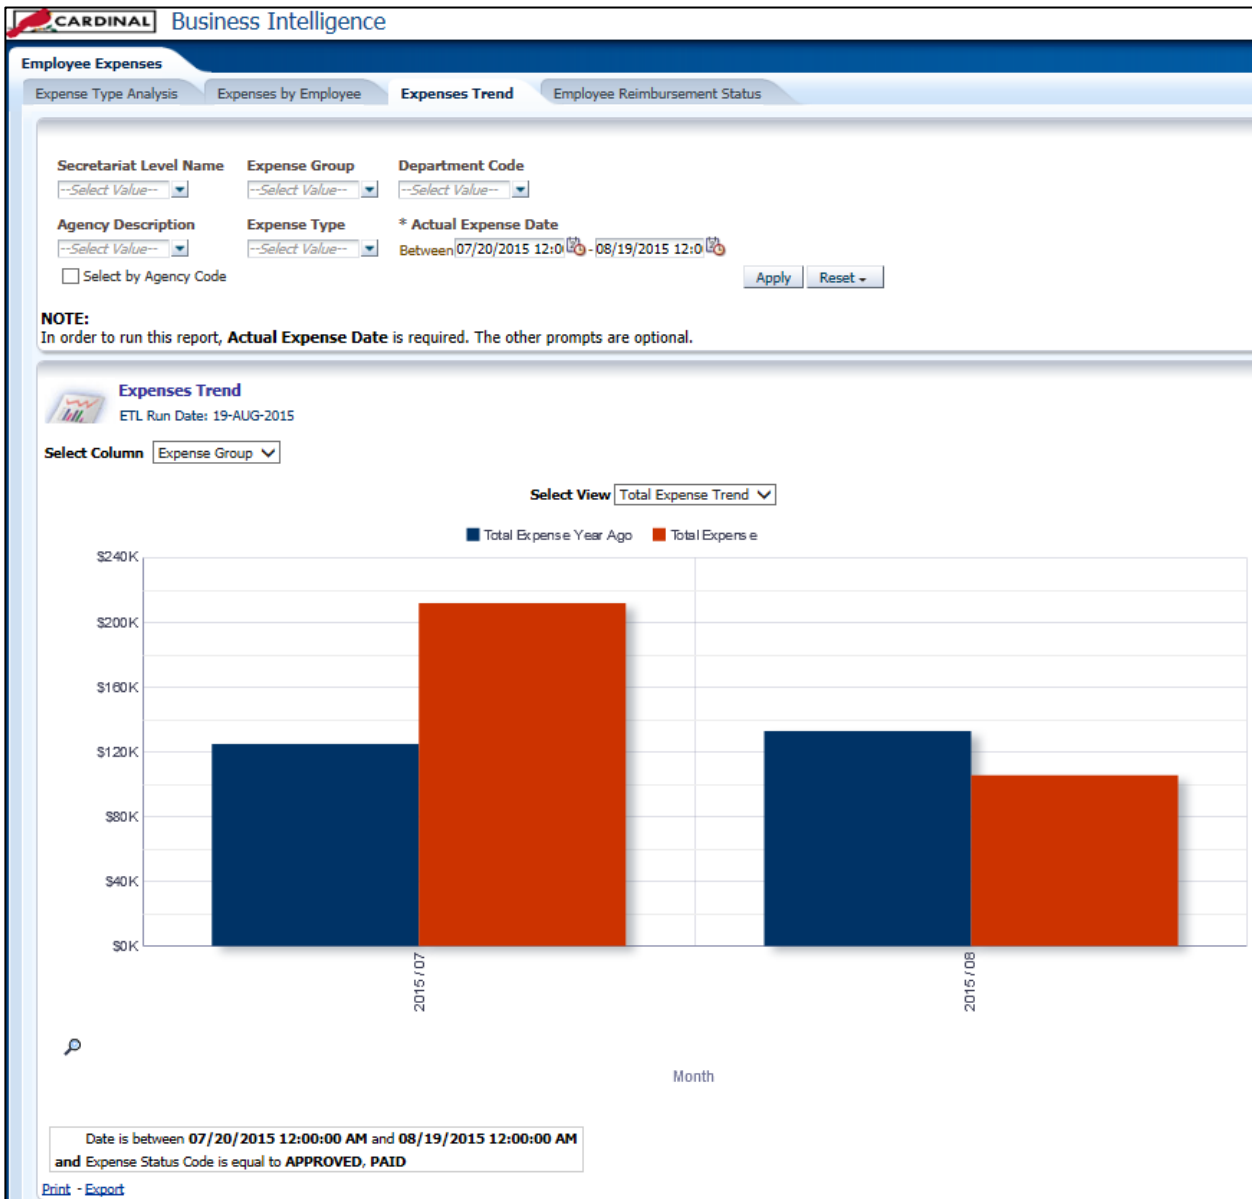 CARDINAL Business Intelligence
Employee Expenses
Expense Type Analysis Expenses by Employee Expenses Trend Employee Reimbursement Status
Secretariat Level Name Expense Group Department Code
--Select Value-- --Select Value-- --Select Value--
Agency Description Expense Type * Actual Expense Date
--Select Value-- --Select Value-- Between 07/20/2015 12:0 - 08/19/2015 12:0
Select by Agency Code
Apply Reset
NOTE:
In order to run this report, Actual Expense Date is required. The other prompts are optional.
Expenses Trend
ETL Run Date: 19-AUG-2015
Select Column Expense Group
Select View Total Expense Trend
Total Expense Year Ago Total Expense
$240K
$200K
$160K
$120K
$80K
$40K
$0K
2015 / 07 2015 / 08
Month
Date is between 07/20/2015 12:00:00 AM and 08/19/2015 12:00:00 AM
and Expense Status Code is equal to APPROVED, PAID
Print - Export